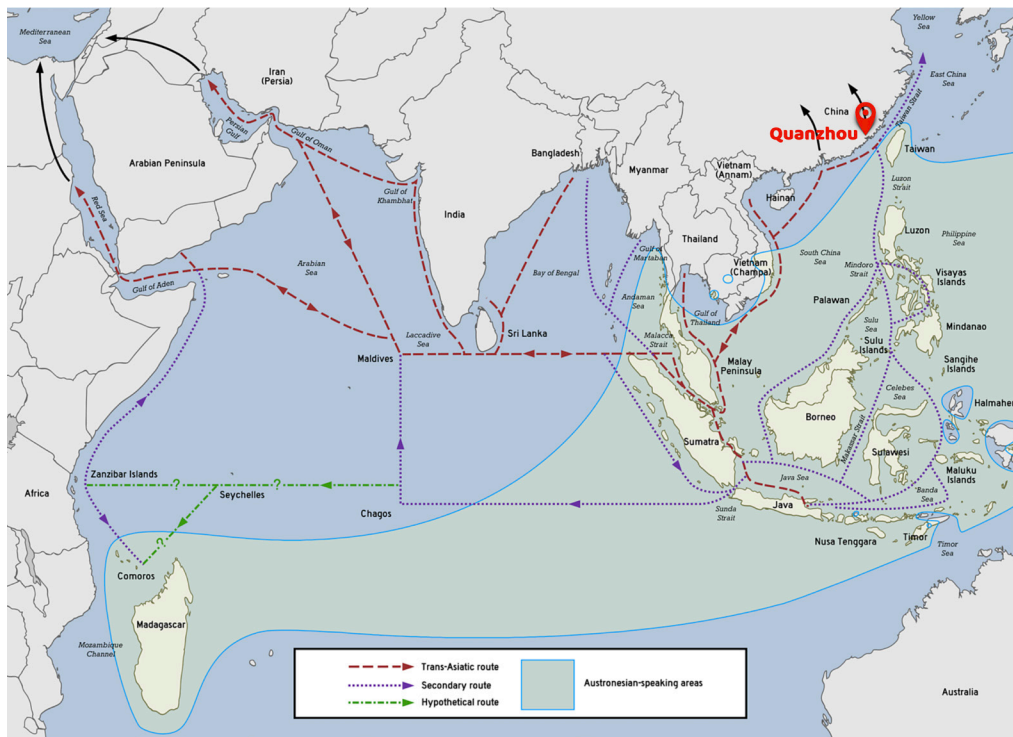 Mediterranean
Sea
Yellow
Sea
Iran
(Persia)
East China
Sea
China
Quanzhou
Taiwan Strait
Persian
Gulf
Gulf of Oman
Bangladesh
Taiwan
Arabian Peninsula
Myanmar
Vietnam
(Annam)
Luzon
Strait
Gulf of
Khambhat
Hainan
Red Sea
India
Luzon
Thailand
Philippine
Sea
Gulf of
Martaban
Vietnam
(Champa)
South China
Sea
Arabian
Sea
Bay of Bengal
Mindoro
Strait
Visayas
Islands
Gulf of Aden
Andaman
Sea
Palawan
Gulf of
Thailand
Sulu
Sea
Mindanao
Laccadive
Sea
Sri Lanka
Malacca
Strait
Sulu
Islands
Maldives
Malay
Peninsula
Sangihe
Islands
Celebes
Sea
Halmaher
Borneo
Makassar Strait
Sumatra
Sulawesi
Zanzibar Islands
Maluku
Islands
Java Sea
Africa
Seychelles
Banda
Sea
Chagos
Sunda
Strait
Java
Nusa Tenggara
Timor
Timor
Sea
Comoros
Madagascar
Mozambique
Channel
Australia
Trans-Asiatic route
Secondary route
Hypothetical route
Austronesian-speaking areas
?
?
?